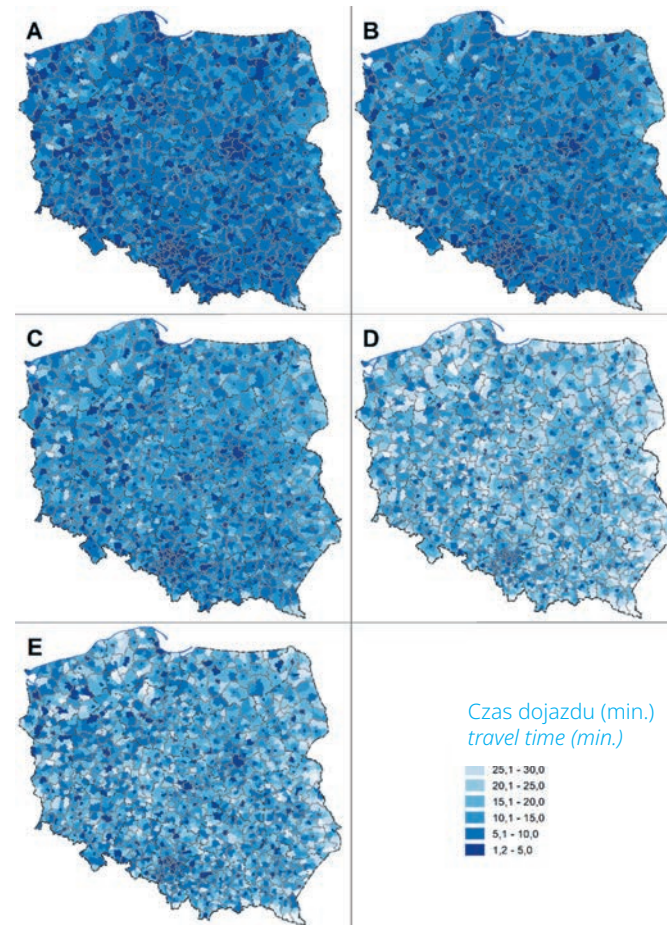 A
B
C
D
E
Czas dojazdu (min.)
travel time (min.)
25,1 - 30,0
20,1 - 25,0
15,1 - 20,0
10,1 - 15,0
5,1 - 10,0
1,2 - 5,0